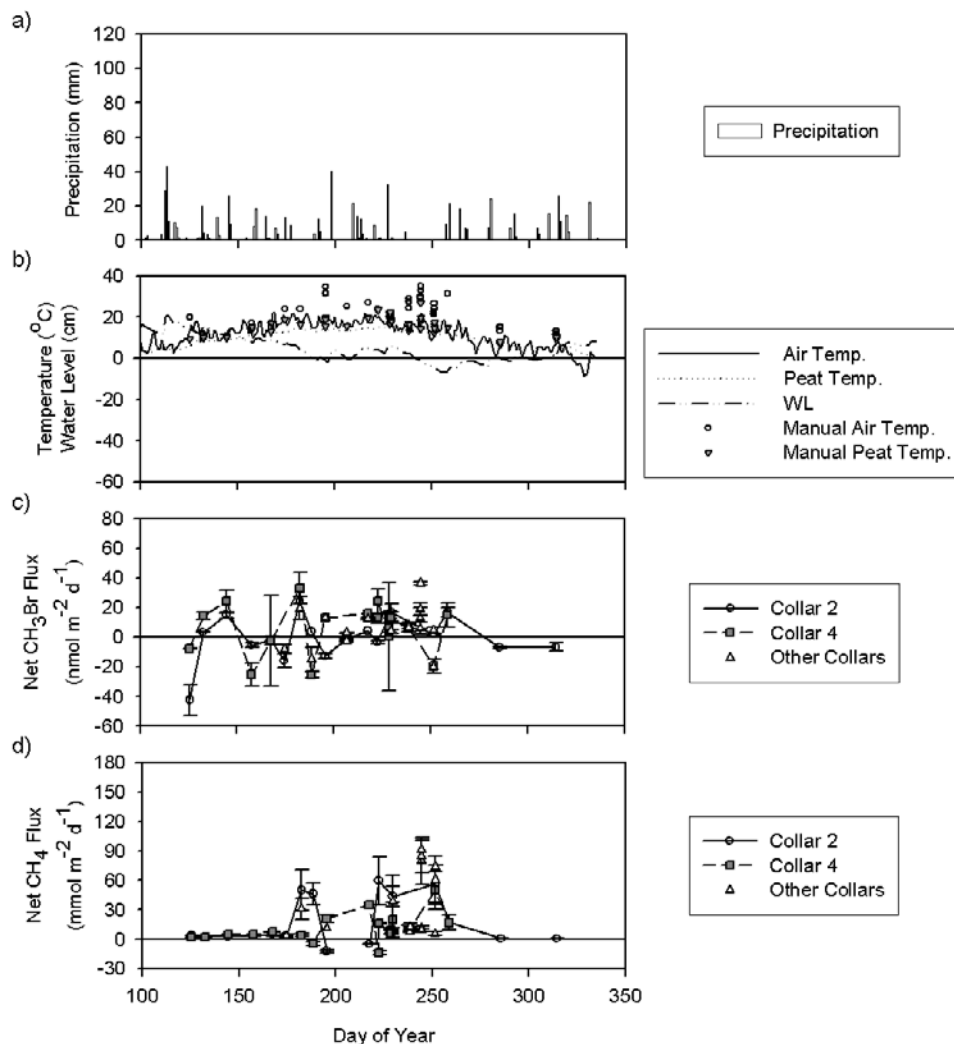 a)
Precipitation (mm)
120
100
80
60
40
20
0
Precipitation
b)
Temperature (°C)
Water Level (cm)
40
20
0
-20
-40
-60
Air Temp.
Peat Temp.
WL
Manual Air Temp.
Manual Peat Temp.
c)
Net CH3Br Flux
(nmol m−2 d−1)
80
60
40
20
0
-20
-40
-60
Collar 2
Collar 4
Other Collars
d)
Net CH4 Flux
(mmol m−2 d−1)
180
150
120
90
60
30
0
-30
Collar 2
Collar 4
Other Collars
100 150 200 250 300 350
Day of Year